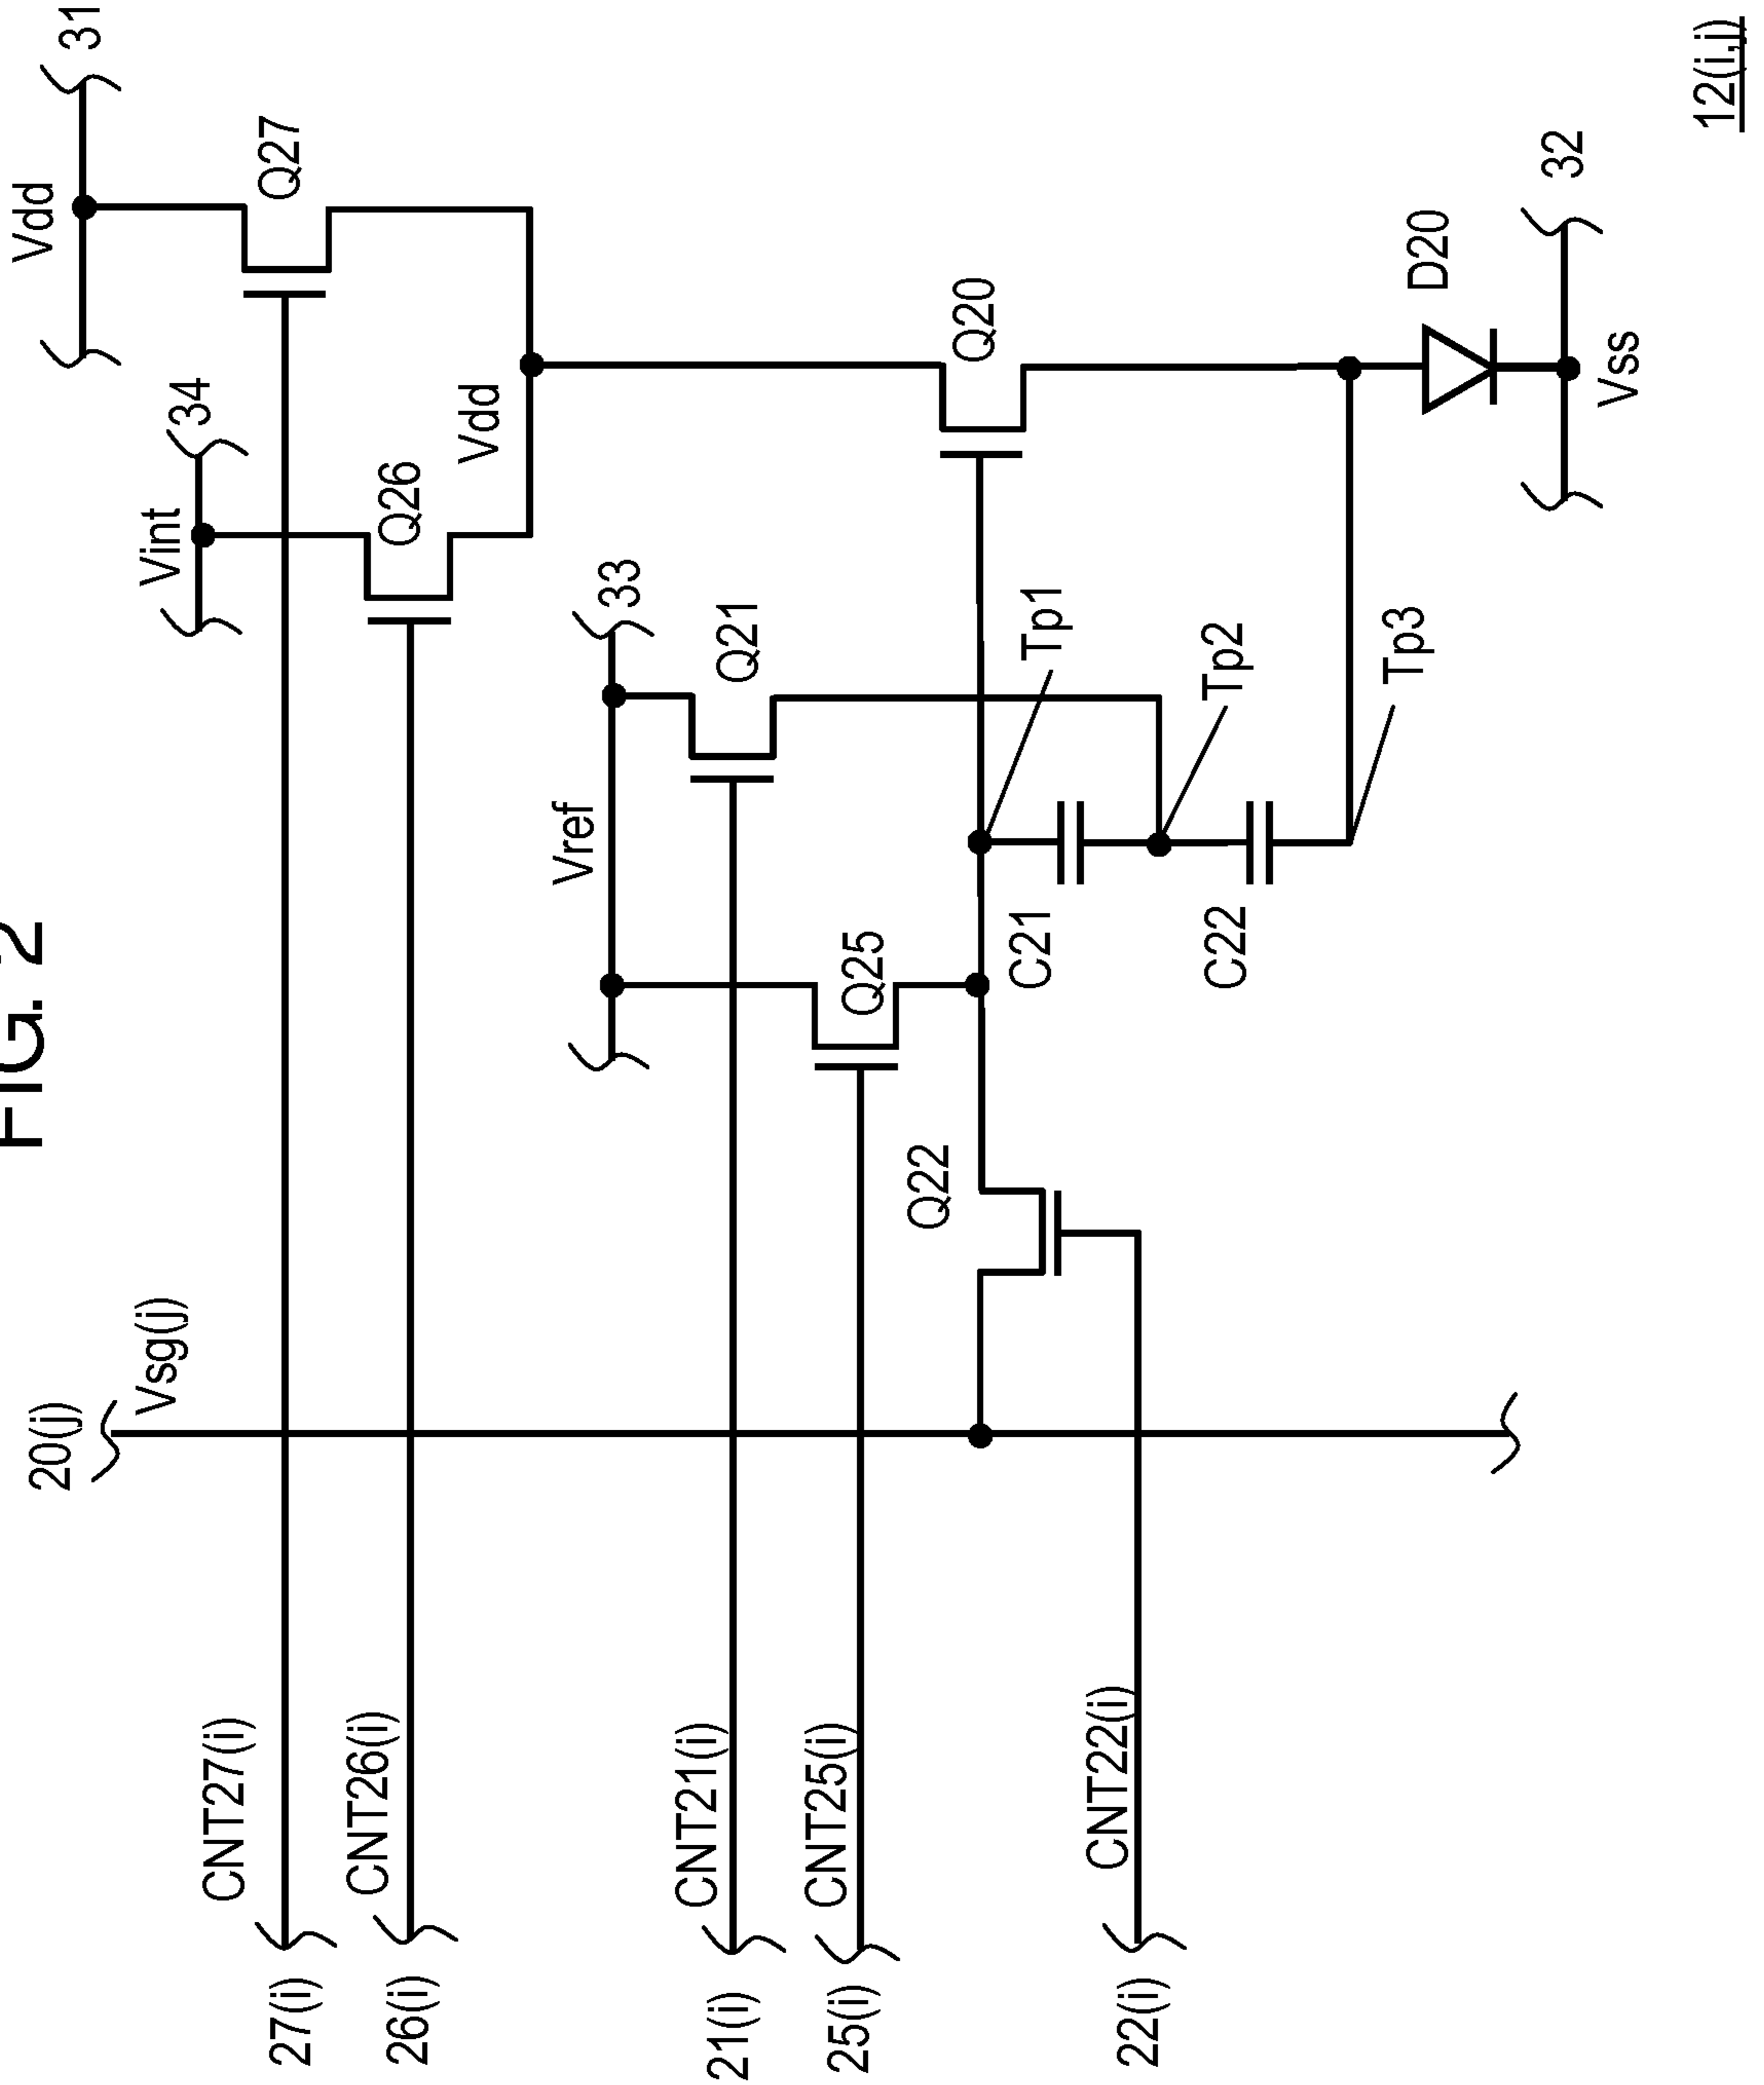 FIG. 2
20(j)
Vsg(j)
Vdd
31
Vint
34
CNT27(i)
27(i)
Q27
CNT26(i)
26(i)
Q26
Vdd
Vref
33
CNT21(i)
21(i)
Q21
CNT25(i)
25(i)
Q25
Q22
Q20
C21
Tp1
CNT22(i)
22(i)
C22
Tp2
Tp3
D20
32
Vss
12(i,j)